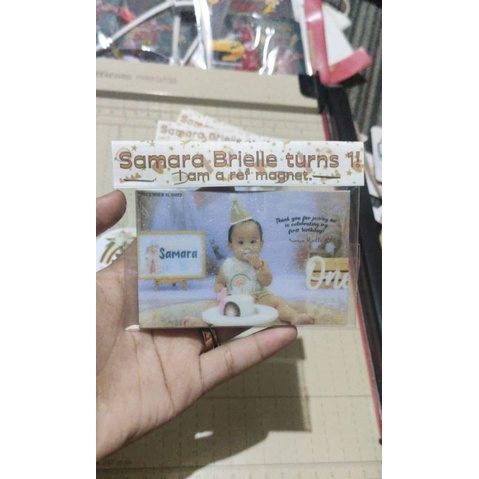 Samara Brielle turns 1!
I am a ref magnet.
Samara
Thank you for joining me
in celebrating my
first birthday!
One